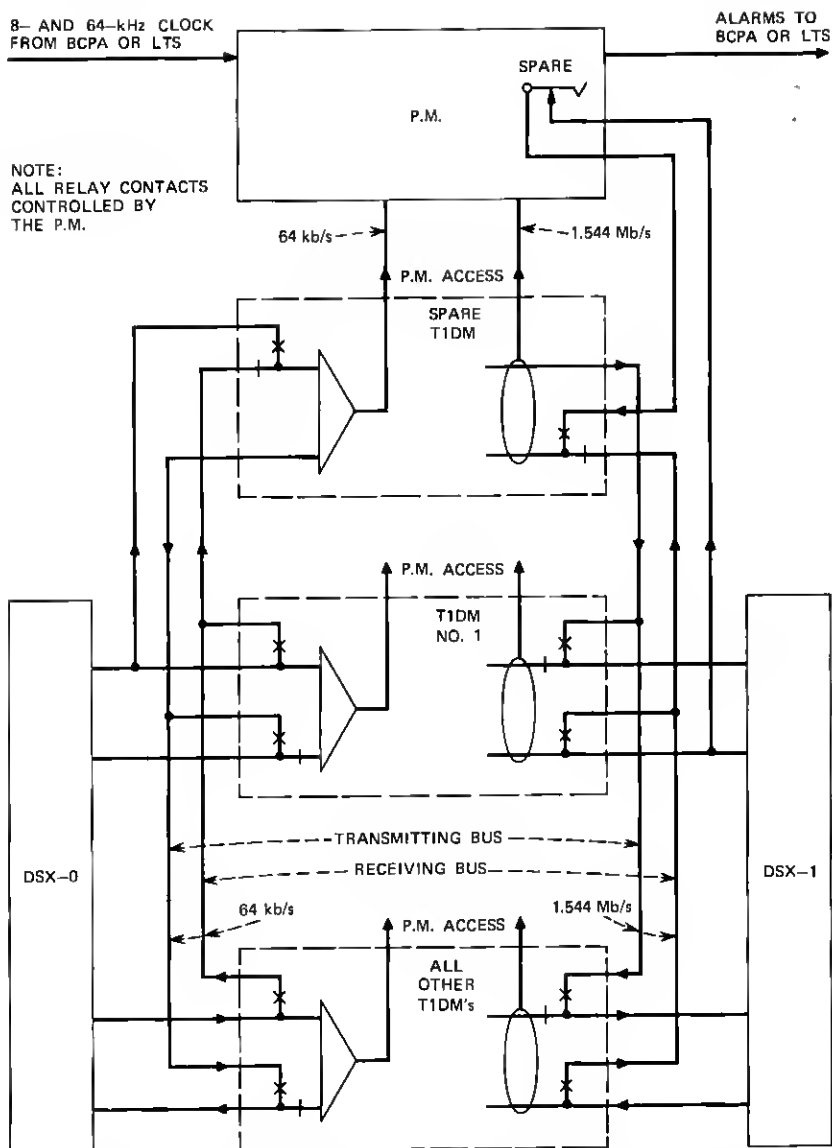 8– AND 64–kHz CLOCK
FROM BCPA OR LTS
ALARMS TO
BCPA OR LTS
SPARE
P.M.
NOTE:
ALL RELAY CONTACTS
CONTROLLED BY
THE P.M.
64 kb/s
1.544 Mb/s
P.M. ACCESS
SPARE
T1DM
P.M. ACCESS
T1DM
NO. 1
TRANSMITTING BUS
RECEIVING BUS
DSX–0
DSX–1
64 kb/s
1.544 Mb/s
P.M. ACCESS
ALL
OTHER
T1DM's